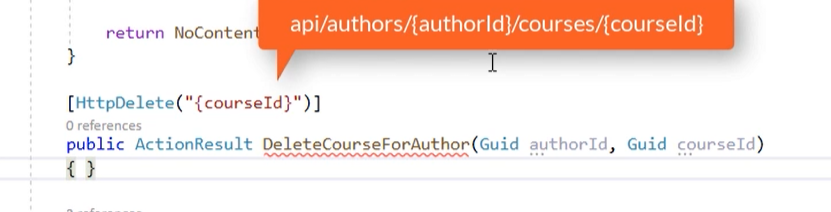 api/authors/{authorId}/courses/{courseId}
return NoContent
}
[HttpDelete("{courseId}")]
0 references
public ActionResult DeleteCourseForAuthor(Guid authorId, Guid courseId)
{ }